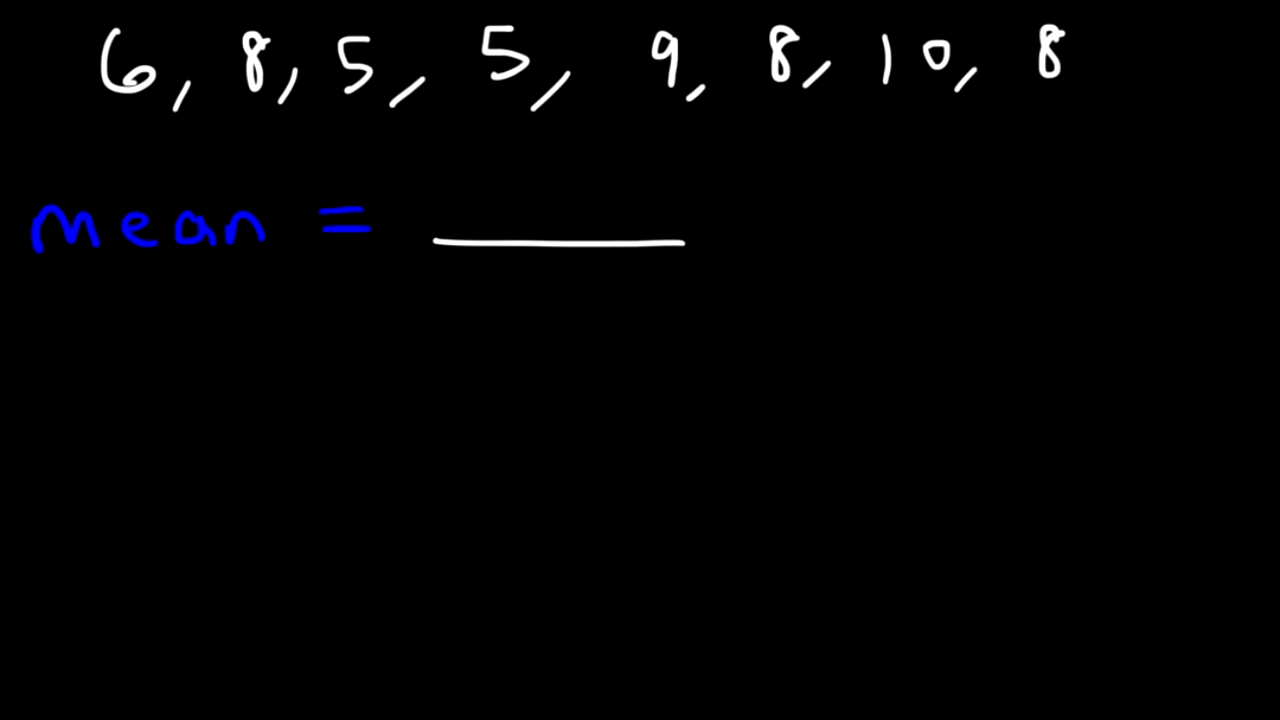 6, 8, 5, 5, 9, 8, 10, 8
mean =